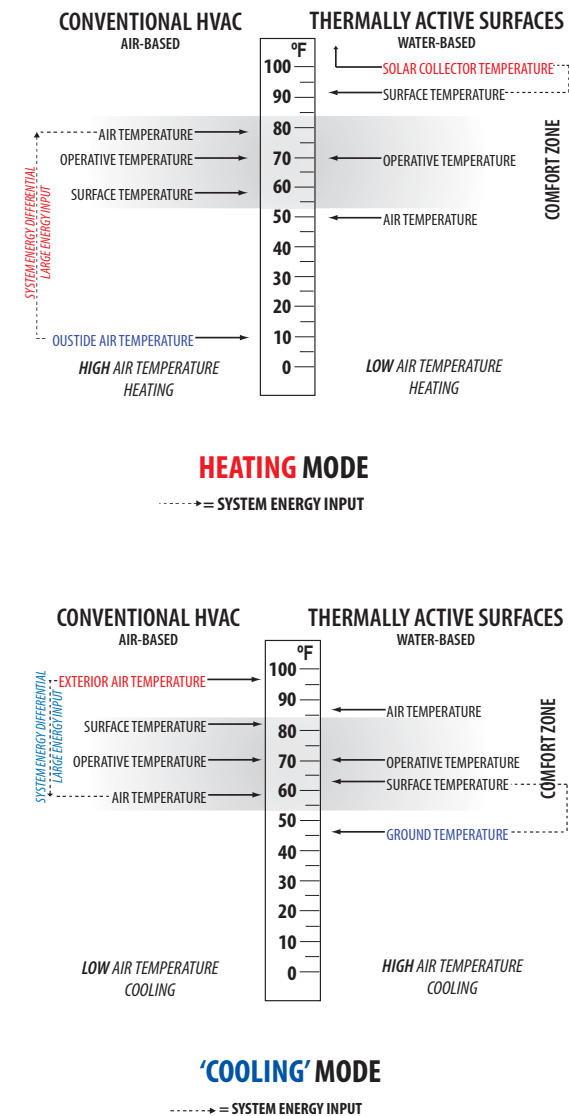 CONVENTIONAL HVAC
AIR-BASED
THERMALLY ACTIVE SURFACES
WATER-BASED
ºF
100
90
80
70
60
50
40
30
20
10
0
AIR TEMPERATURE
OPERATIVE TEMPERATURE
SURFACE TEMPERATURE
OUSTIDE AIR TEMPERATURE
SYSTEM ENERGY DIFFERENTIAL
LARGE ENERGY INPUT
SOLAR COLLECTOR TEMPERATURE
SURFACE TEMPERATURE
OPERATIVE TEMPERATURE
AIR TEMPERATURE
COMFORT ZONE
HIGH AIR TEMPERATURE
HEATING
LOW AIR TEMPERATURE
HEATING
HEATING MODE
= SYSTEM ENERGY INPUT
CONVENTIONAL HVAC
AIR-BASED
THERMALLY ACTIVE SURFACES
WATER-BASED
ºF
100
90
80
70
60
50
40
30
20
10
0
EXTERIOR AIR TEMPERATURE
SURFACE TEMPERATURE
OPERATIVE TEMPERATURE
AIR TEMPERATURE
SYSTEM ENERGY DIFFERENTIAL
LARGE ENERGY INPUT
AIR TEMPERATURE
OPERATIVE TEMPERATURE
SURFACE TEMPERATURE
GROUND TEMPERATURE
COMFORT ZONE
LOW AIR TEMPERATURE
COOLING
HIGH AIR TEMPERATURE
COOLING
‘COOLING’ MODE
= SYSTEM ENERGY INPUT